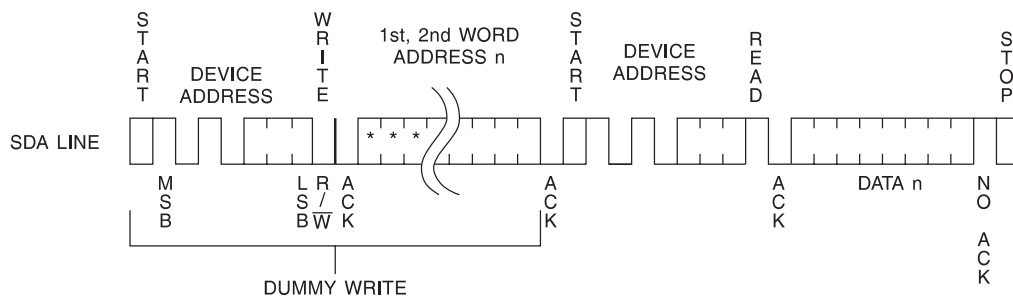 START
WRITE
1st, 2nd WORD
ADDRESS n
START
READ
STOP
DEVICE
ADDRESS
DEVICE
ADDRESS
SDA LINE
* * *
MSB
LSB
R/W̅
ACK
ACK
ACK
DATA n
NO ACK
DUMMY WRITE